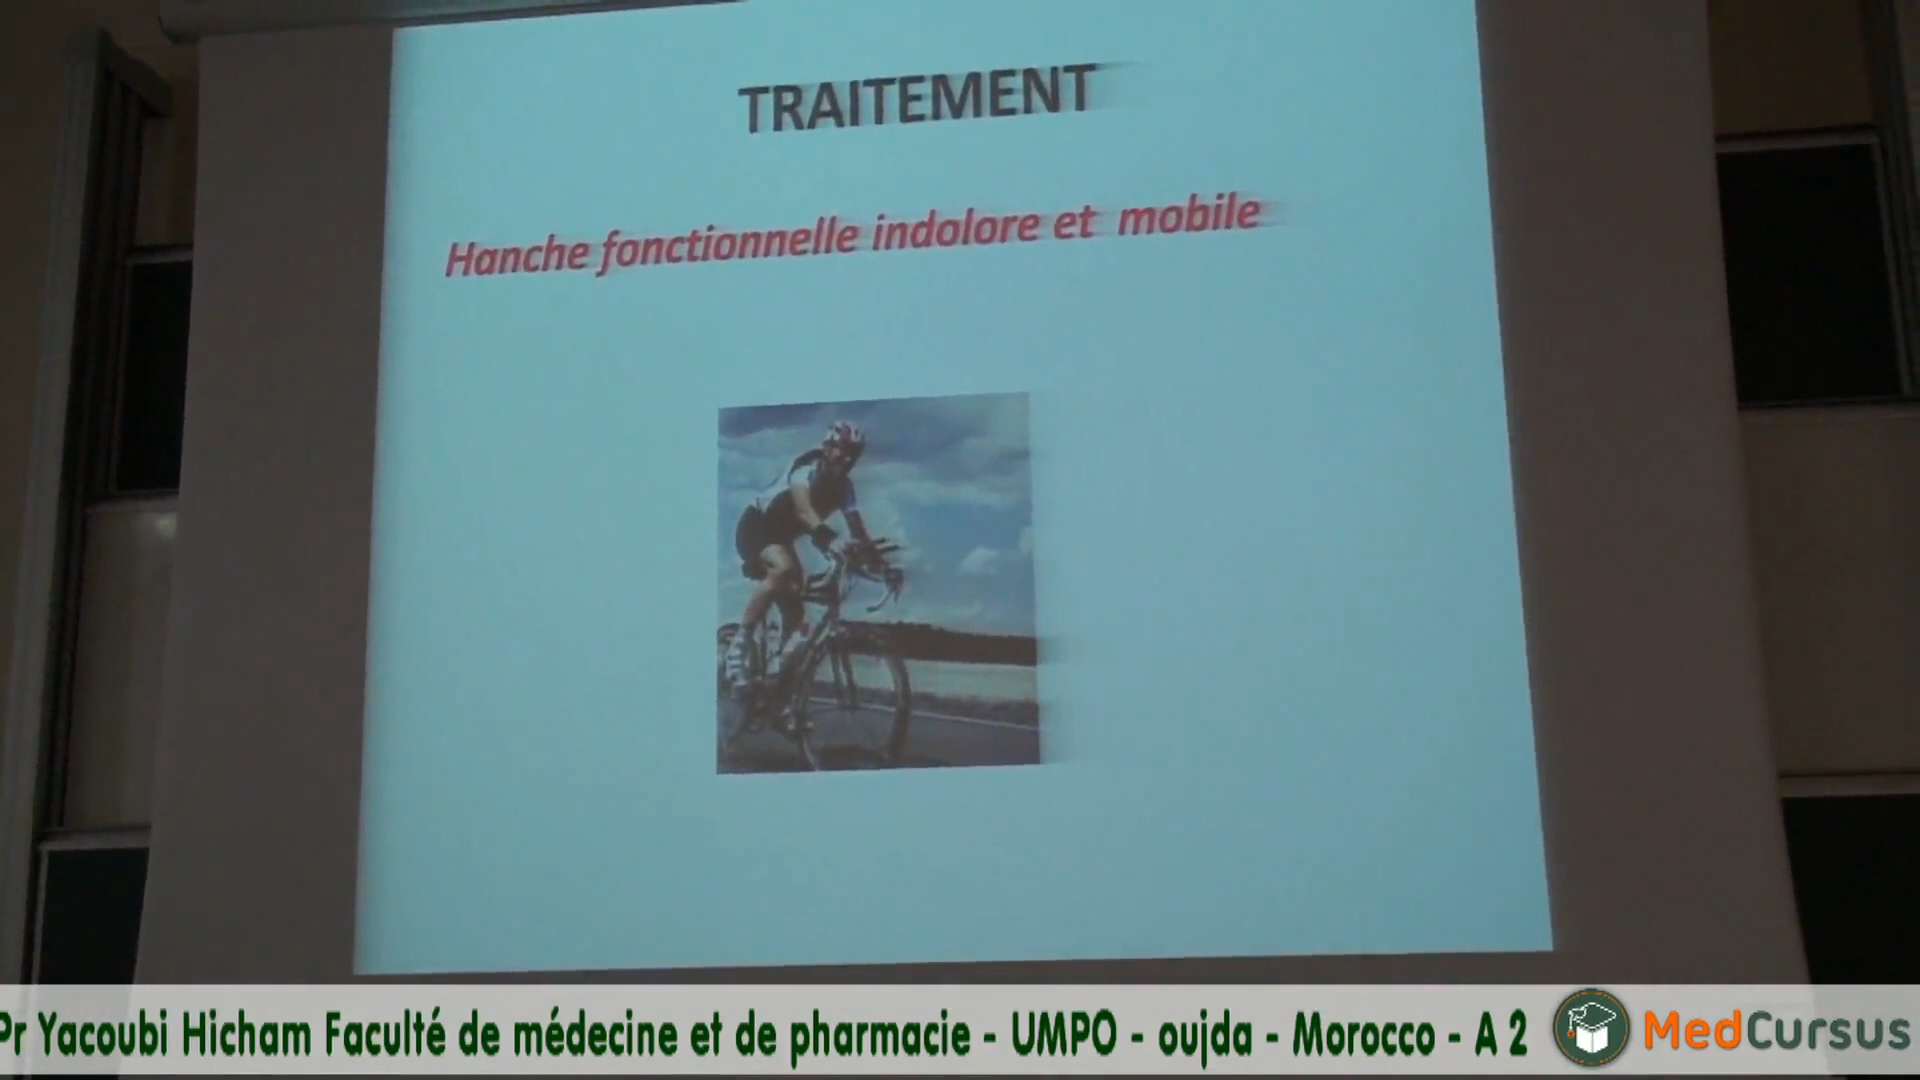 TRAITEMENT
Hanche fonctionnelle indolore et mobile
Pr Yacoubi Hicham Faculté de médecine et de pharmacie - UMPO - oujda - Morocco - A 2
MedCursus